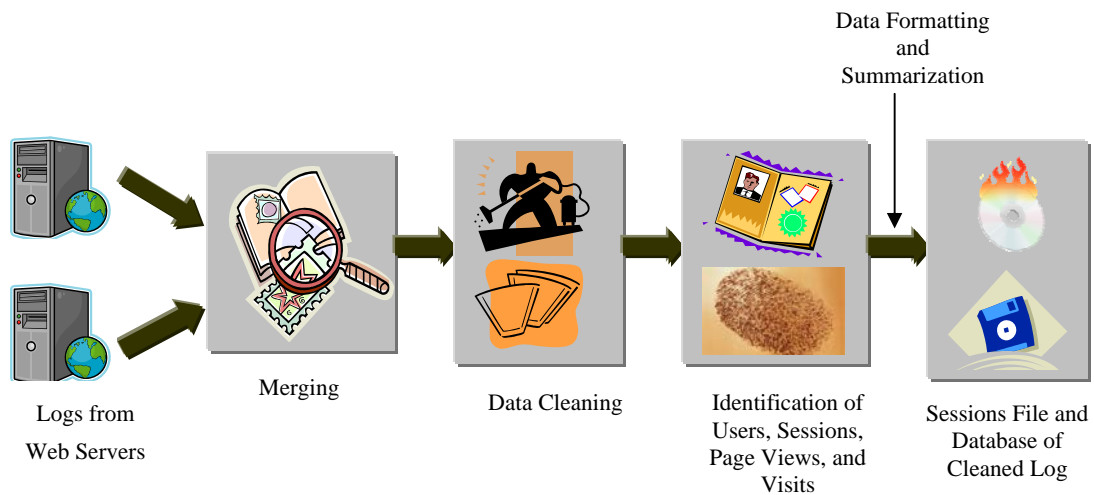 Data Formatting
and
Summarization
Logs from
Web Servers
Merging
Data Cleaning
Identification of
Users, Sessions,
Page Views, and
Visits
Sessions File and
Database of
Cleaned Log